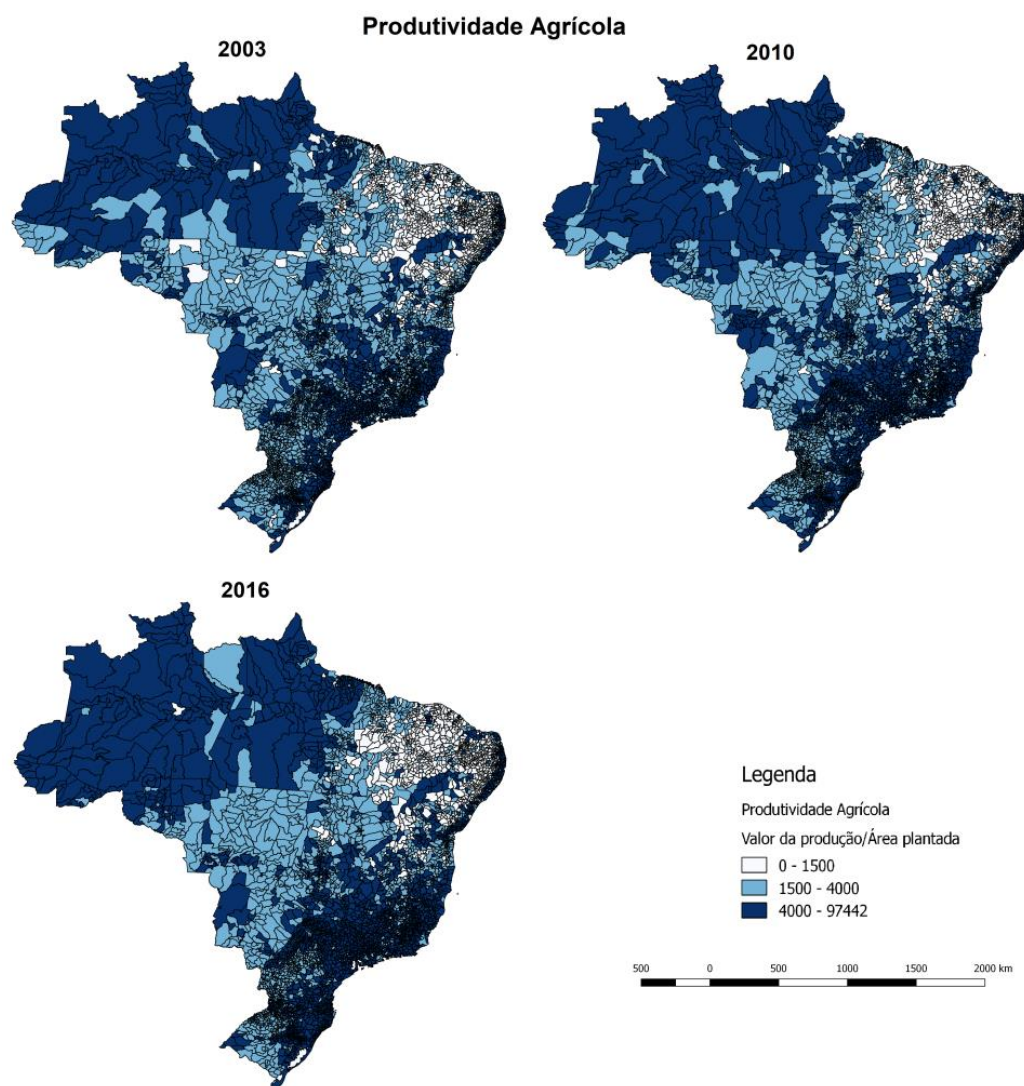 Produtividade Agrícola
2003
2010
2016
Legenda
Produtividade Agrícola
Valor da produção/Área plantada
0 - 1500
1500 - 4000
4000 - 97442
500 0 500 1000 1500 2000 km